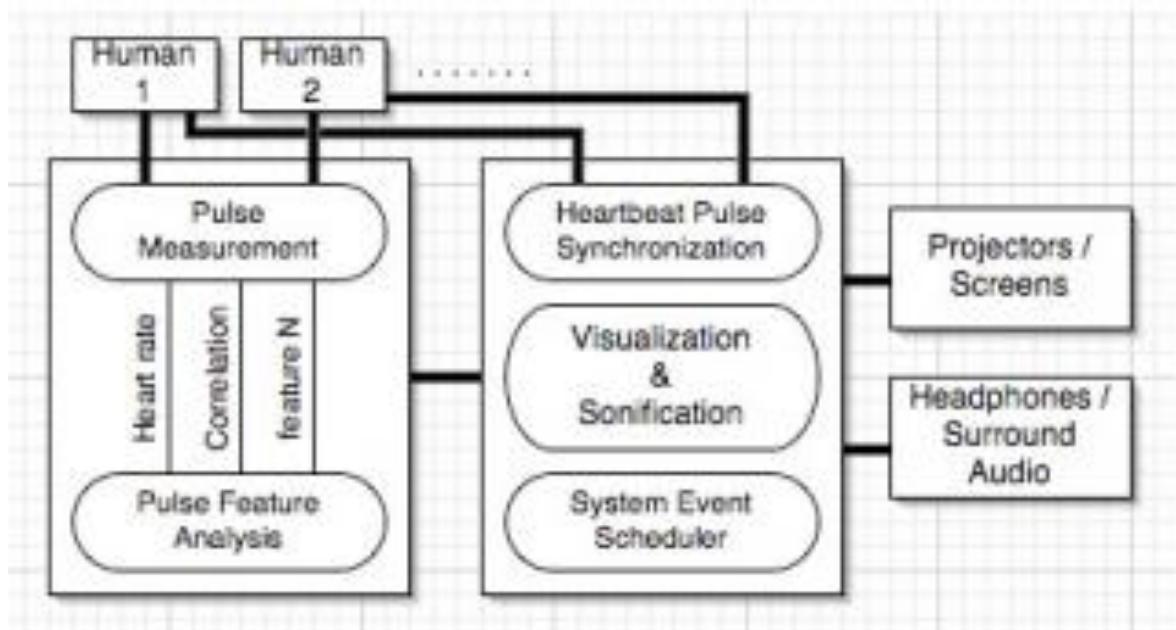 Human
1
Human
2
.......
Pulse
Measurement
Heart rate
Correlation
feature N
Pulse Feature
Analysis
Heartbeat Pulse
Synchronization
Visualization
&
Sonification
System Event
Scheduler
Projectors /
Screens
Headphones /
Surround
Audio